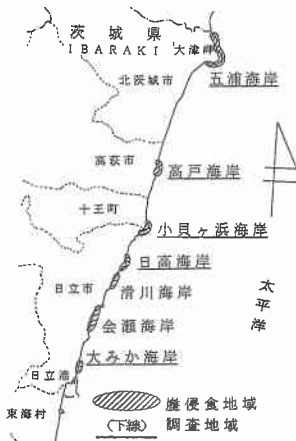 茨城県
IBARAKI
大津岬
北茨城市
五浦海岸
高萩市
高戸海岸
十王町
小貝ヶ浜海岸
日高海岸
日立市
滑川海岸
太平洋
会瀬海岸
大みか海岸
日立港
東海村
崖侵食地域
(下線) 調査地域